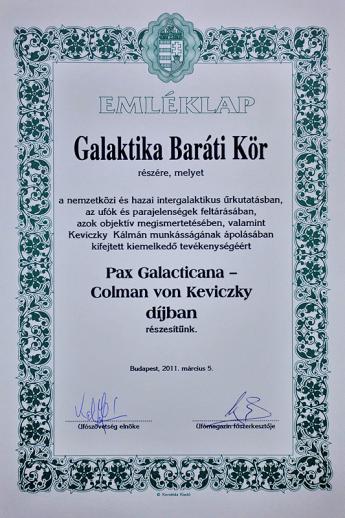 EMLÉKLAP
Galaktika Baráti Kör
részére, melyet
a nemzetközi és hazai intergalaktikus űrkutatásban,
az ufók és parajelenségek feltárásában,
azok objektív megismertetésében, valamint
Keviczky Kálmán munkásságának ápolásában
kifejtett kiemelkedő tevékenységéért
Pax Galacticana –
Colman von Keviczky
díjban
részesítünk.
Budapest, 2011. március 5.
Ufószövetség elnöke
Ufómagazin főszerkesztője